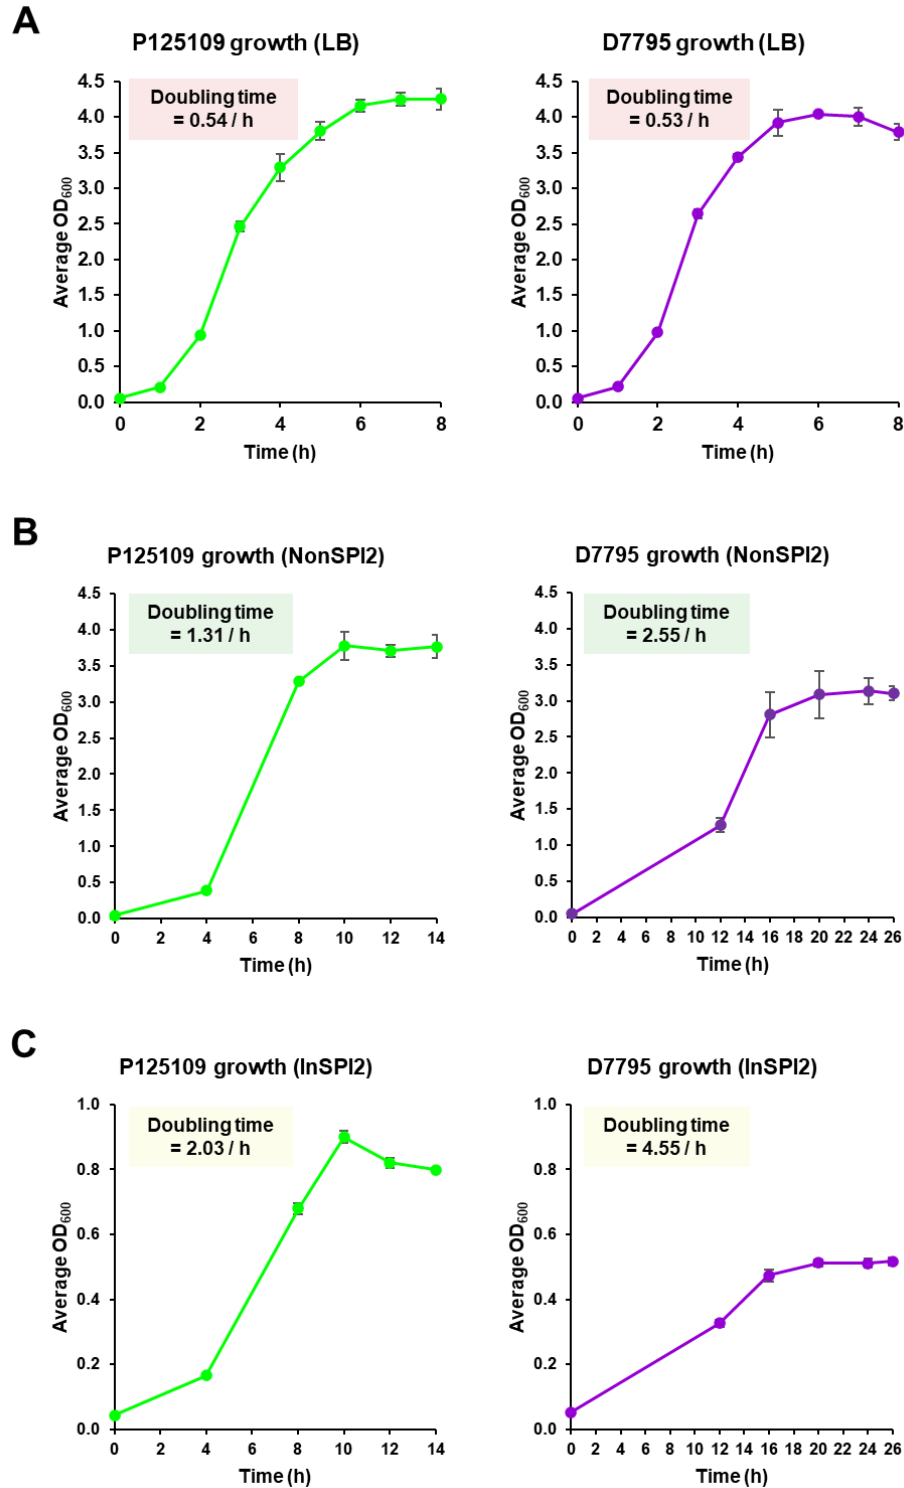 A
P125109 growth (LB)
D7795 growth (LB)
Doubling time
= 0.54 / h
Doubling time
= 0.53 / h
Average OD600
4.5
4.0
3.5
3.0
2.5
2.0
1.5
1.0
0.5
0.0
0 2 4 6 8
Time (h)
Average OD600
4.5
4.0
3.5
3.0
2.5
2.0
1.5
1.0
0.5
0.0
0 2 4 6 8
Time (h)
B
P125109 growth (NonSPI2)
D7795 growth (NonSPI2)
Doubling time
= 1.31 / h
Doubling time
= 2.55 / h
Average OD600
4.5
4.0
3.5
3.0
2.5
2.0
1.5
1.0
0.5
0.0
0 2 4 6 8 10 12 14
Time (h)
Average OD600
4.5
4.0
3.5
3.0
2.5
2.0
1.5
1.0
0.5
0.0
0 2 4 6 8 10 12 14 16 18 20 22 24 26
Time (h)
C
P125109 growth (InSPI2)
D7795 growth (InSPI2)
Doubling time
= 2.03 / h
Doubling time
= 4.55 / h
Average OD600
1.0
0.8
0.6
0.4
0.2
0.0
0 2 4 6 8 10 12 14
Time (h)
Average OD600
1.0
0.8
0.6
0.4
0.2
0.0
0 2 4 6 8 10 12 14 16 18 20 22 24 26
Time (h)